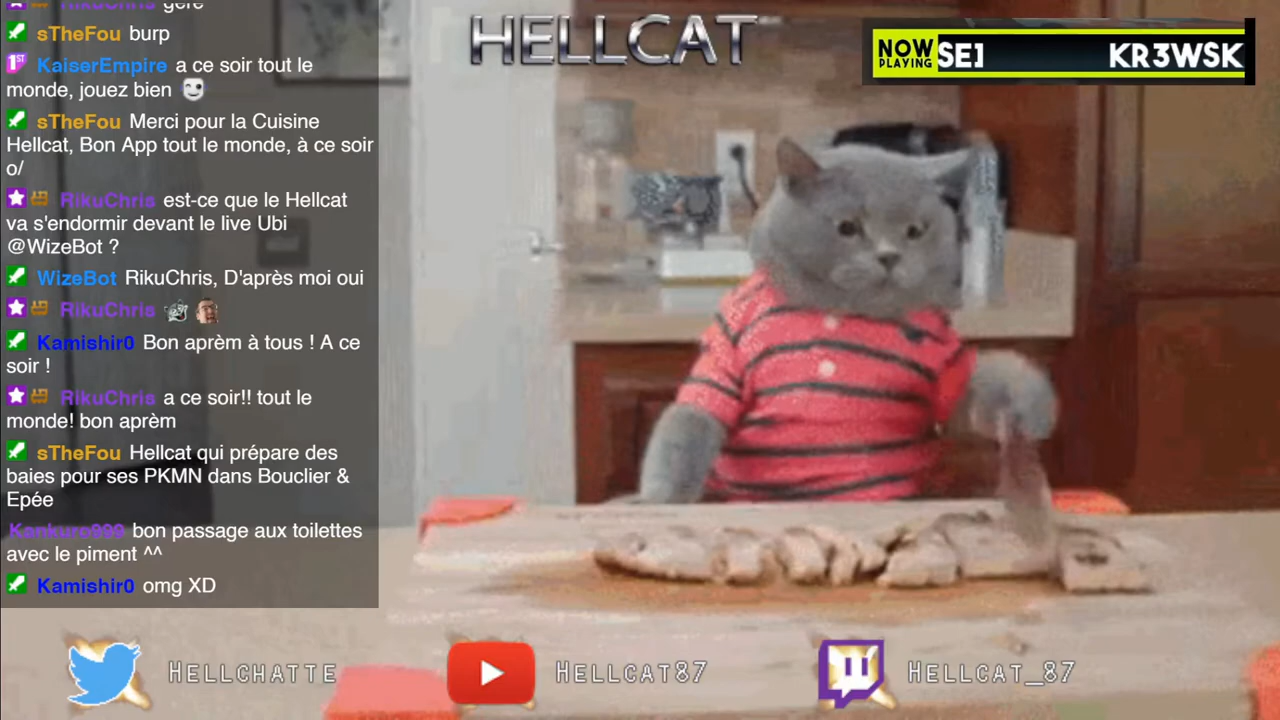 RikuChris gère
sTheFou burp
KaiserEmpire a ce soir tout le
monde, jouez bien
sTheFou Merci pour la Cuisine
Hellcat, Bon App tout le monde, à ce soir
o/
RikuChris est-ce que le Hellcat
va s'endormir devant le live Ubi
@WizeBot ?
WizeBot RikuChris, D'après moi oui
RikuChris
Kamishir0 Bon aprèm à tous ! A ce
soir !
RikuChris a ce soir!! tout le
monde! bon aprèm
sTheFou Hellcat qui prépare des
baies pour ses PKMN dans Bouclier &
Epée
Kankuro999 bon passage aux toilettes
avec le piment ^^
Kamishir0 omg XD
HELLCAT
NOW
PLAYING
SE] KR3WSK
1ST
HELLCHATTE
HELLCAT87
HELLCAT_87